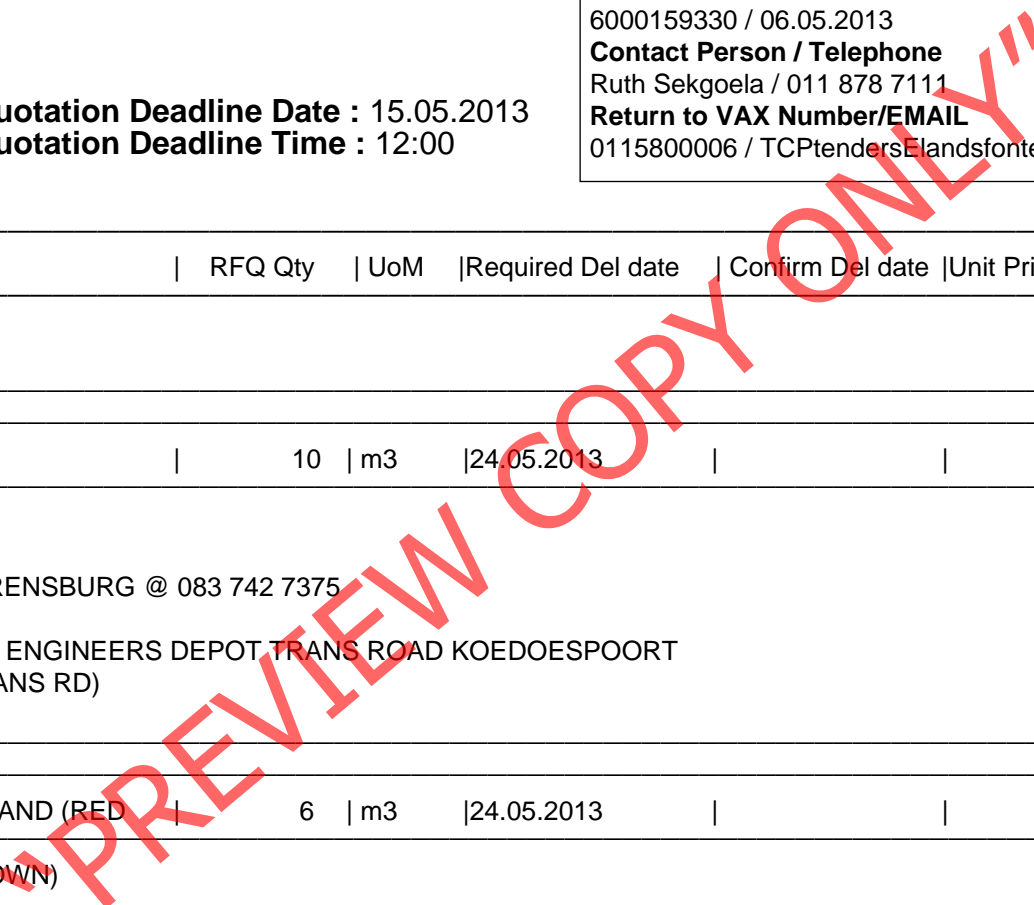 6000159330 / 06.05.2013
Contact Person / Telephone
Ruth Sekgoela / 011 878 7111
uotation Deadline Date : 15.05.2013
Return to VAX Number/EMAIL
uotation Deadline Time : 12:00
0115800006 / TCPtendersElandsfonte
| RFQ Qty | UoM |Required Del date | Confirm Del date |Unit Pri
| 10 | m3 |24.05.2013 | |
RENSBURG @ 083 742 7375
ENGINEERS DEPOT TRANS ROAD KOEDOESPOORT
ANS RD)
AND (RED | 6 | m3 |24.05.2013 | |
OWN)
"PREVIEW COPY ONLY"